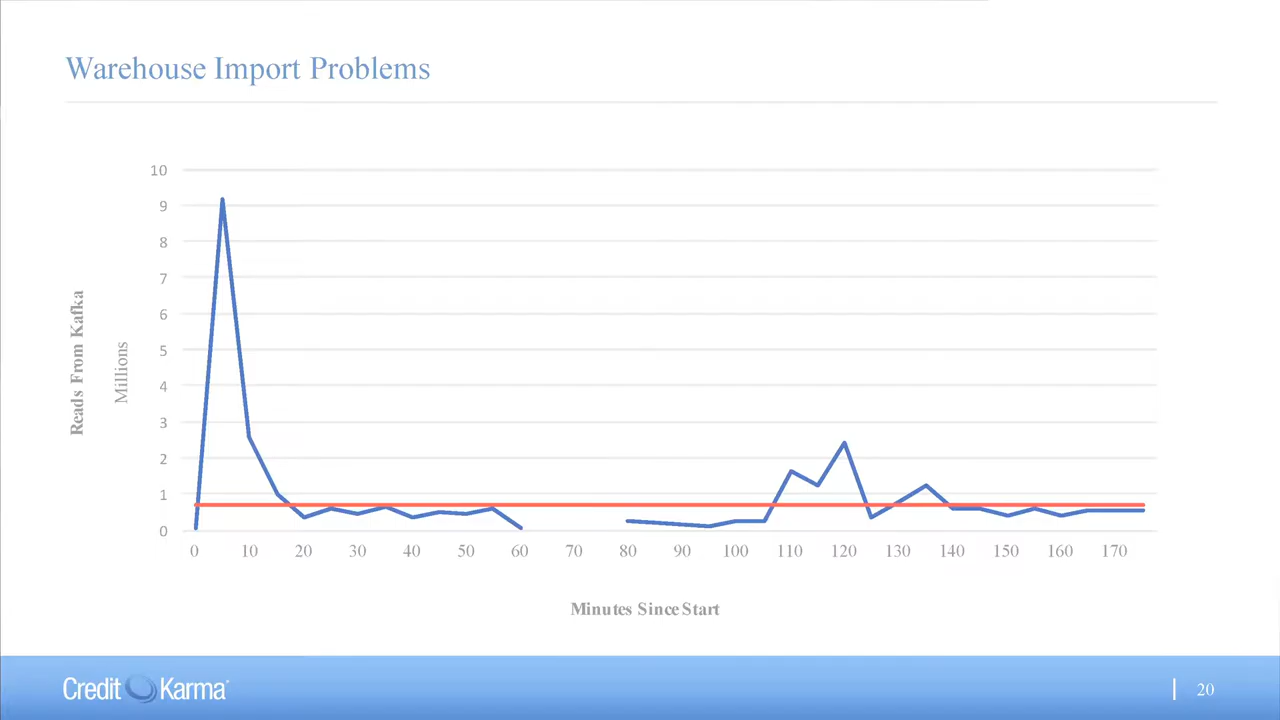 Warehouse Import Problems
Reads From Kafka
Millions
10
9
8
7
6
5
4
3
2
1
0
0 10 20 30 40 50 60 70 80 90 100 110 120 130 140 150 160 170
Minutes Since Start
Credit Karma
20